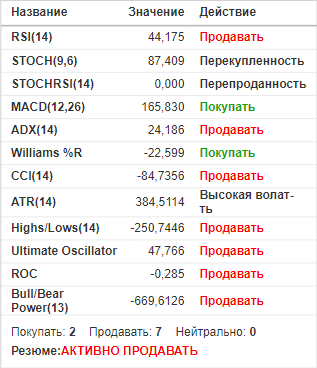 Название Значение Действие
RSI(14) 44,175 Продавать
STOCH(9,6) 87,409 Перекупленность
STOCHRSI(14) 0,000 Перепроданность
MACD(12,26) 165,830 Покупать
ADX(14) 24,186 Продавать
Williams %R -22,599 Покупать
CCI(14) -84,7356 Продавать
ATR(14) 384,5114 Высокая волат-
ть
Highs/Lows(14) -250,7446 Продавать
Ultimate Oscillator 47,766 Продавать
ROC -0,285 Продавать
Bull/Bear
Power(13) -669,6126 Продавать
Покупать: 2 Продавать: 7 Нейтрально: 0
Резюме:АКТИВНО ПРОДАВАТЬ